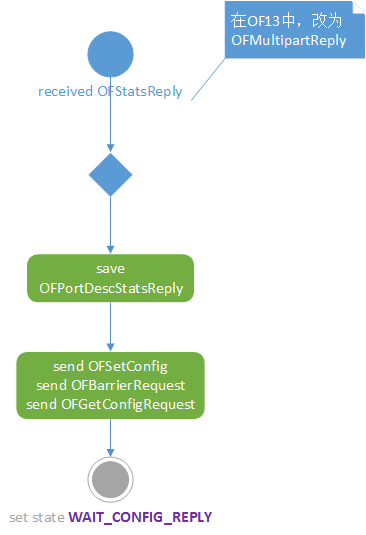 在OF13中，改为
OFMultipartReply
received OFStatsReply
save
OFPortDescStatsReply
send OFSetConfig
send OFBarrierRequest
send OFGetConfigRequest
set state WAIT_CONFIG_REPLY